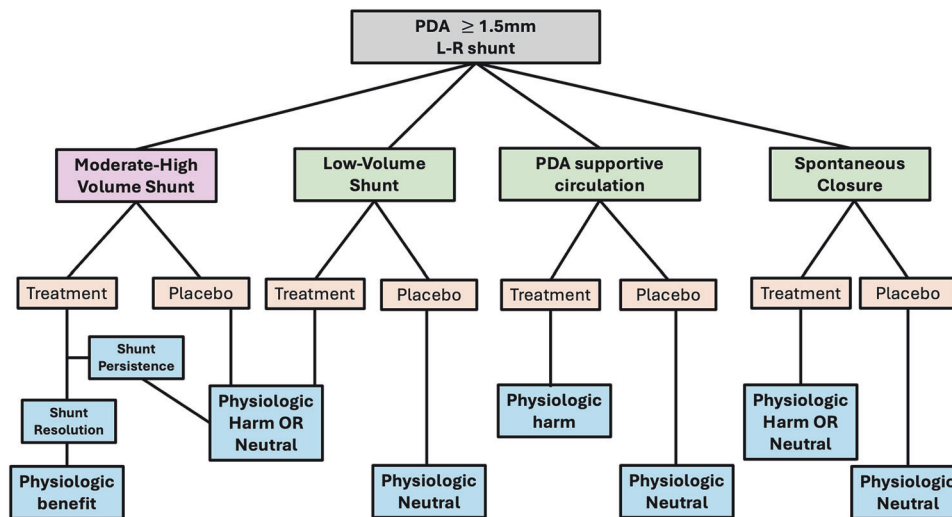 PDA ≥ 1.5mm
L-R shunt
Moderate-High
Volume Shunt
Low-Volume
Shunt
PDA supportive
circulation
Spontaneous
Closure
Treatment
Placebo
Treatment
Placebo
Treatment
Placebo
Treatment
Placebo
Shunt
Persistence
Shunt
Resolution
Physiologic
benefit
Physiologic
Harm OR
Neutral
Physiologic
Neutral
Physiologic
harm
Physiologic
Neutral
Physiologic
Harm OR
Neutral
Physiologic
Neutral